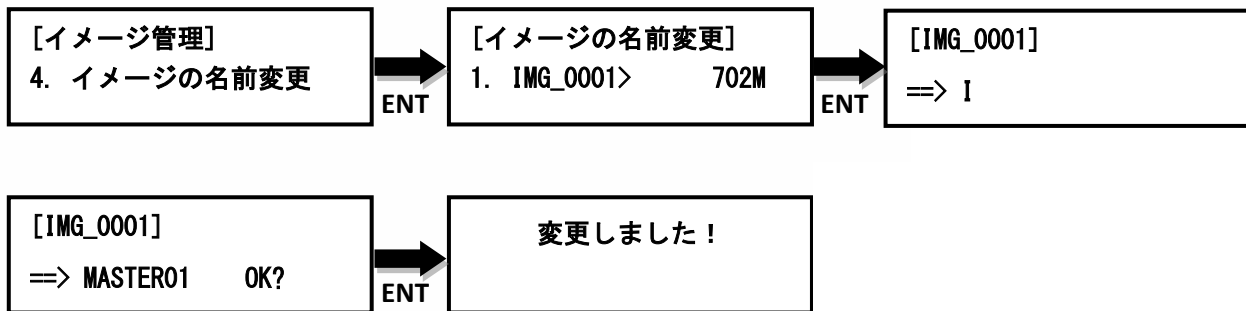 [イメージ管理]
4. イメージの名前変更
ENT
[イメージの名前変更]
1. IMG_0001> 702M
ENT
[IMG_0001]
==> I
[IMG_0001]
==> MASTER01 OK?
ENT
変更しました！